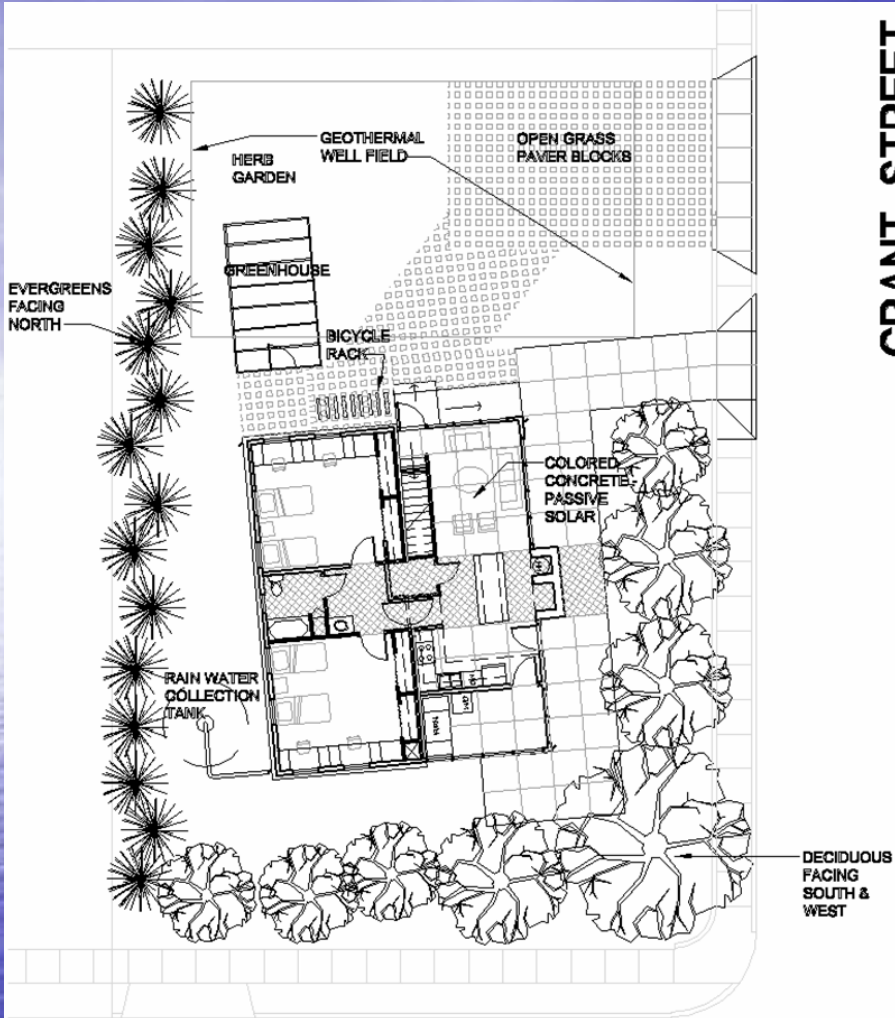 GRANT STREET
GEOTHERMAL
WELL FIELD
OPEN GRASS
PAVER BLOCKS
HERB
GARDEN
GREENHOUSE
EVERGREENS
FACING
NORTH
BICYCLE
RACK
COLORED
CONCRETE
PASSIVE
SOLAR
RAIN WATER
COLLECTION
TANK
DECIDUOUS
FACING
SOUTH &
WEST